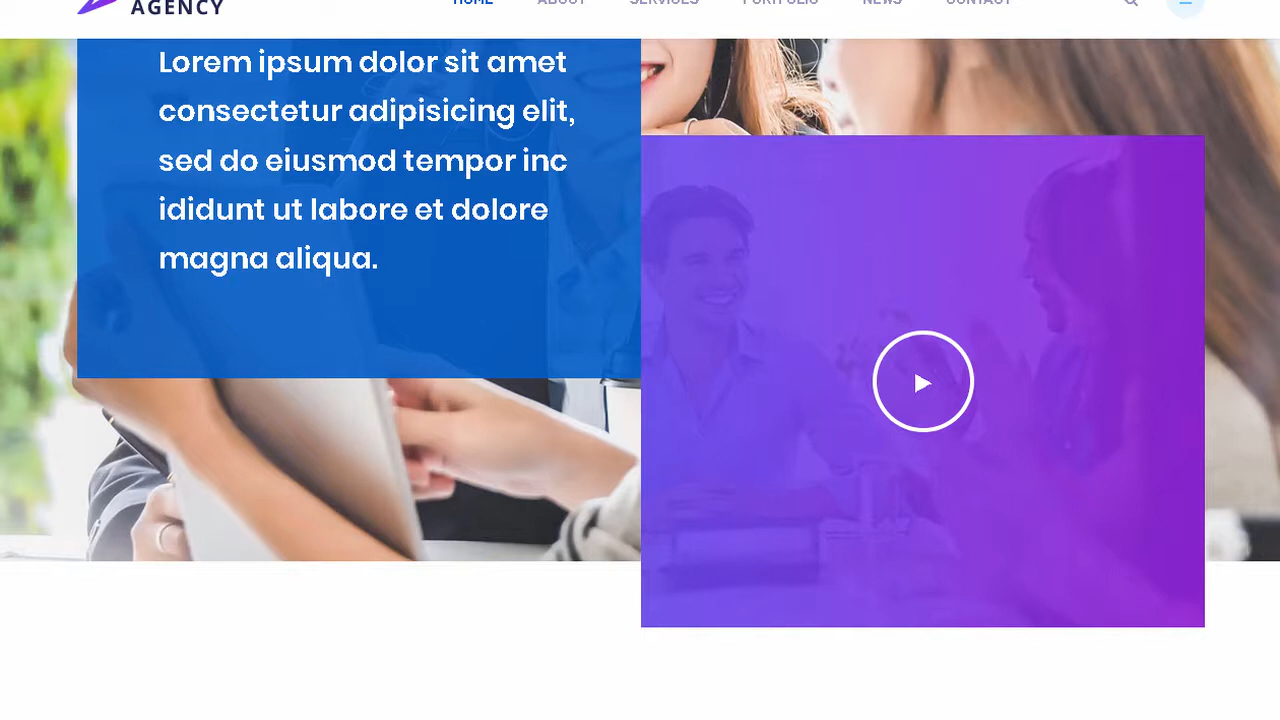 AGENCY
HOME ABOUT SERVICES PORTFOLIO NEWS CONTACT
Lorem ipsum dolor sit amet
consectetur adipisicing elit,
sed do eiusmod tempor inc
ididunt ut labore et dolore
magna aliqua.